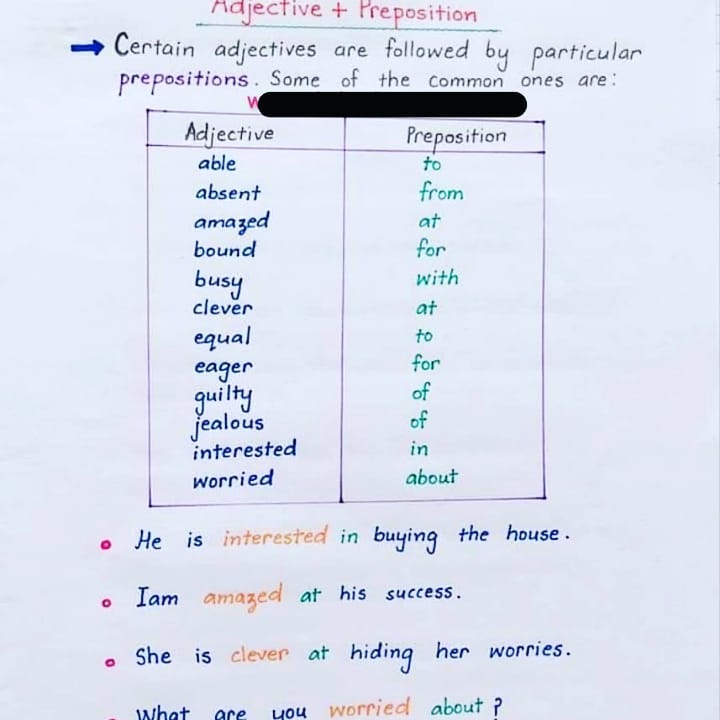 Adjective + Preposition
Certain adjectives are followed by particular
prepositions. Some of the common ones are:
Adjective Preposition
able to
absent from
amazed at
bound for
busy with
clever at
equal to
eager for
guilty of
jealous of
interested in
worried about
He is interested in buying the house.
Iam amazed at his success.
She is clever at hiding her worries.
What are you worried about?